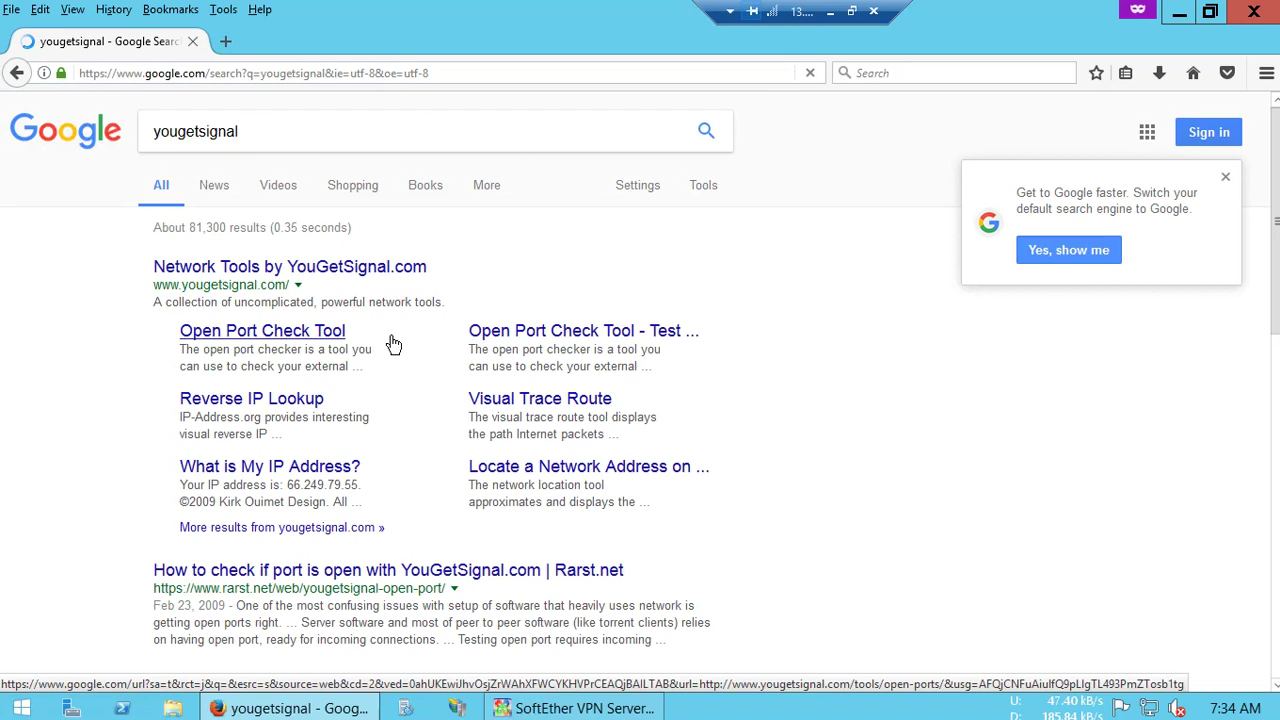 File Edit View History Bookmarks Tools Help
13....
yougetsignal - Google Searc
https://www.google.com/search?q=yougetsignal&ie=utf-8&oe=utf-8
Search
Google
yougetsignal
Sign in
All News Videos Shopping Books More Settings Tools
Get to Google faster. Switch your
default search engine to Google.
Yes, show me
About 81,300 results (0.35 seconds)
Network Tools by YouGetSignal.com
www.yougetsignal.com/
A collection of uncomplicated, powerful network tools.
Open Port Check Tool
The open port checker is a tool you
can use to check your external ...
Open Port Check Tool - Test ...
The open port checker is a tool you
can use to check your external ...
Reverse IP Lookup
IP-Address.org provides interesting
visual reverse IP ...
Visual Trace Route
The visual trace route tool displays
the path Internet packets ...
What is My IP Address?
Your IP address is: 66.249.79.55.
©2009 Kirk Ouimet Design. All ...
Locate a Network Address on ...
The network location tool
approximates and displays the ...
More results from yougetsignal.com »
How to check if port is open with YouGetSignal.com | Rarst.net
https://www.rarst.net/web/yougetsignal-open-port/
Feb 23, 2009 - One of the most confusing issues with setup of software that heavily uses network is
getting open ports right. ... Server software and most of peer to peer software (like torrent clients) relies
on having open port, ready for incoming connections. ... Testing open port requires incoming ...
yougetsignal - Goog...
SoftEther VPN Server...
U: 47.40 kB/s
D: 185.84 kB/s
7:34 AM